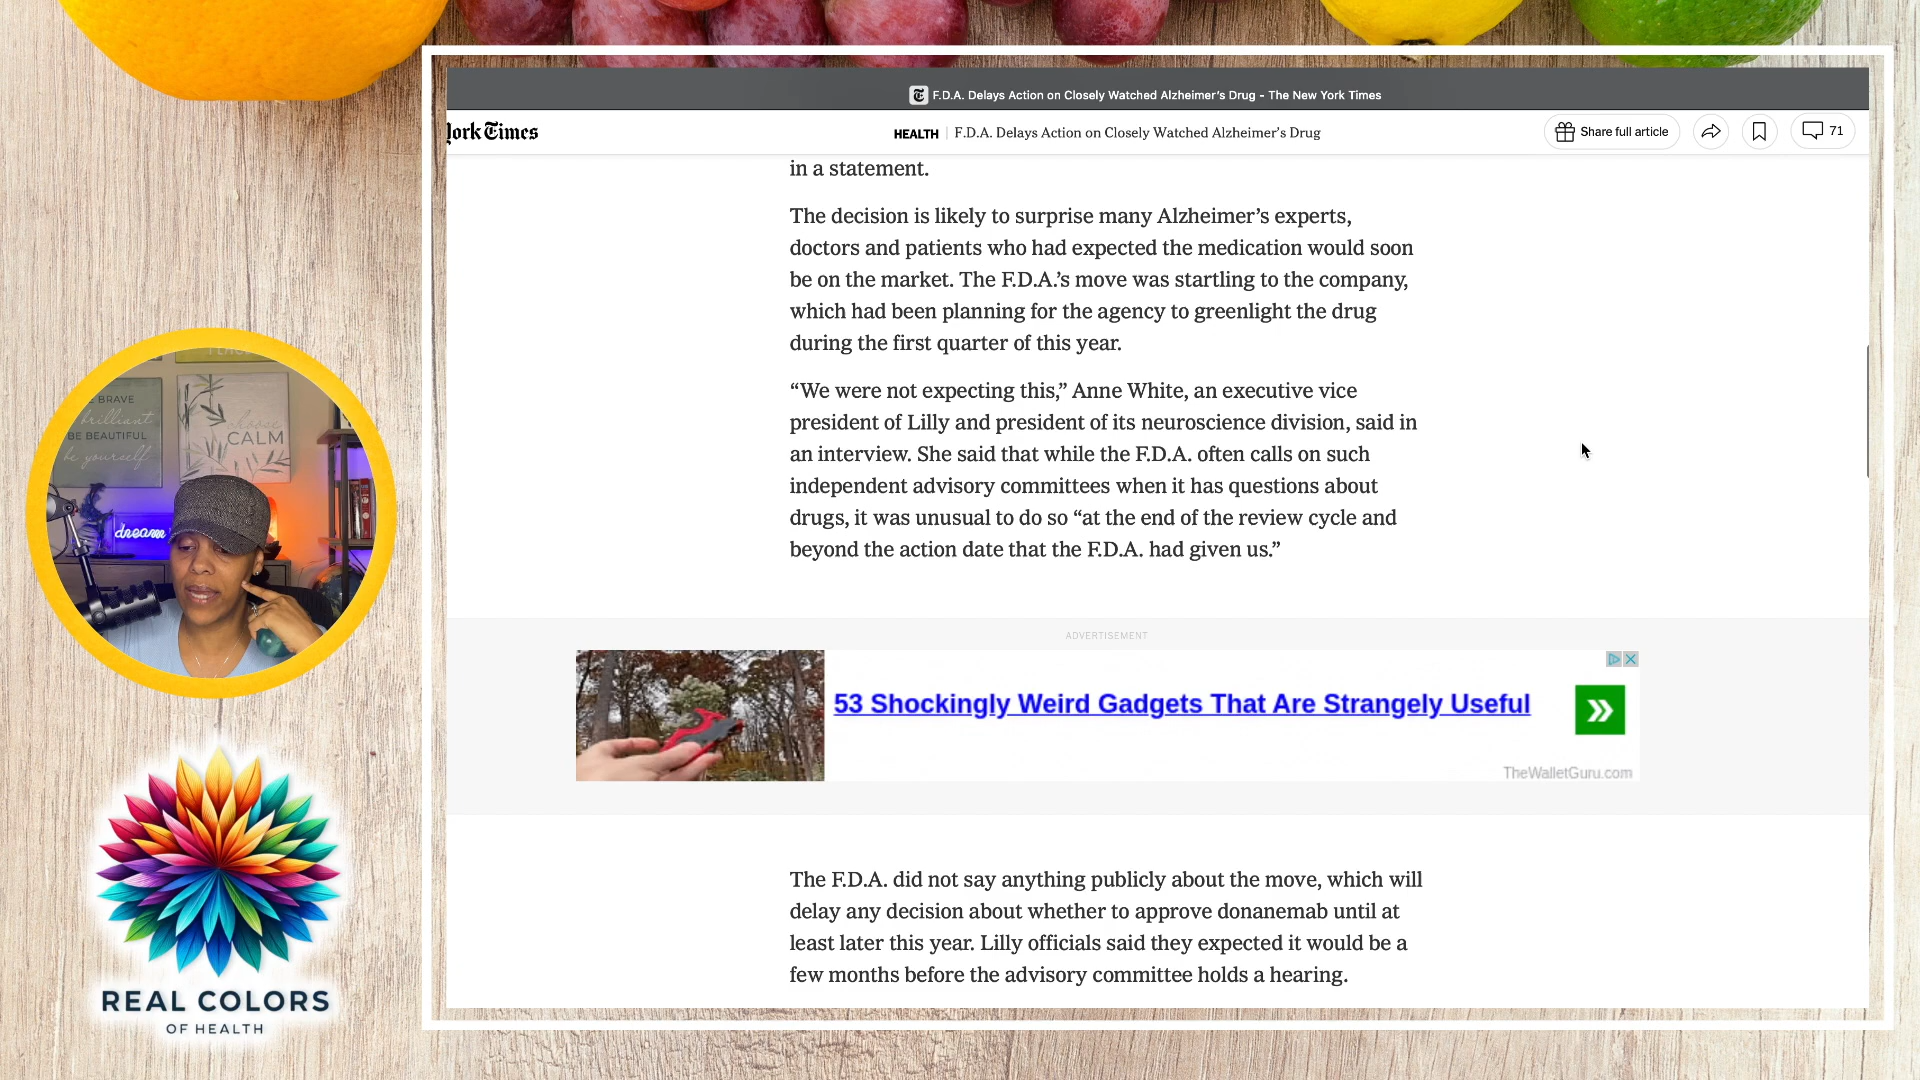 F.D.A. Delays Action on Closely Watched Alzheimer's Drug - The New York Times
York Times
HEALTH | F.D.A. Delays Action on Closely Watched Alzheimer's Drug
Share full article
71
in a statement.
The decision is likely to surprise many Alzheimer's experts,
doctors and patients who had expected the medication would soon
be on the market. The F.D.A.'s move was startling to the company,
which had been planning for the agency to greenlight the drug
during the first quarter of this year.
“We were not expecting this,” Anne White, an executive vice
president of Lilly and president of its neuroscience division, said in
an interview. She said that while the F.D.A. often calls on such
independent advisory committees when it has questions about
drugs, it was unusual to do so “at the end of the review cycle and
beyond the action date that the F.D.A. had given us.”
ADVERTISEMENT
53 Shockingly Weird Gadgets That Are Strangely Useful
TheWalletGuru.com
The F.D.A. did not say anything publicly about the move, which will
delay any decision about whether to approve donanemab until at
least later this year. Lilly officials said they expected it would be a
few months before the advisory committee holds a hearing.
BRAVE
brilliant
BE BEAUTIFUL
be yourself
choose
CALM
dream
REAL COLORS
OF HEALTH